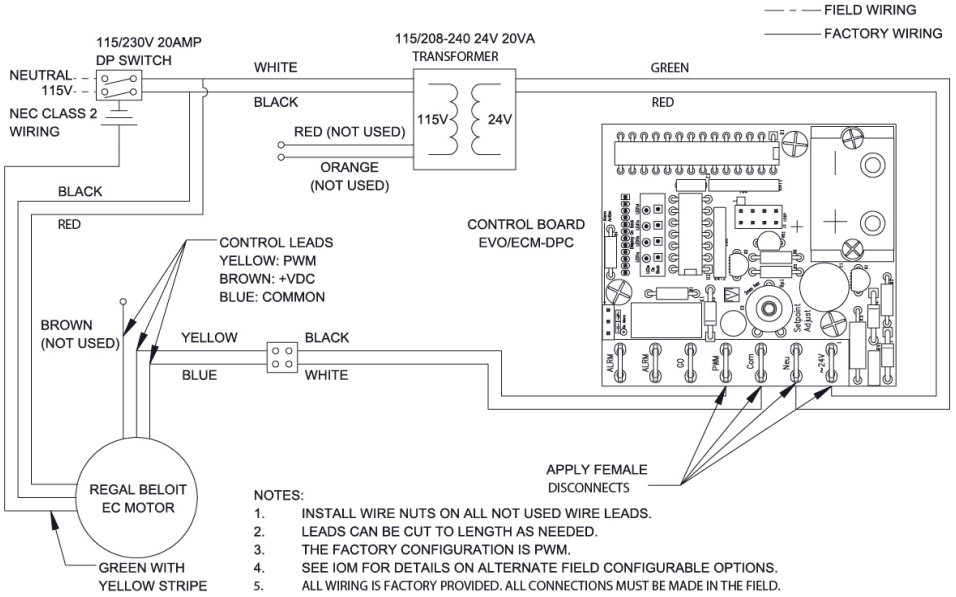 FIELD WIRING
FACTORY WIRING
115/230V 20AMP
DP SWITCH
NEUTRAL
115V
NEC CLASS 2
WIRING
WHITE
BLACK
115/208-240 24V 20VA
TRANSFORMER
115V
24V
RED (NOT USED)
ORANGE
(NOT USED)
GREEN
RED
BLACK
RED
CONTROL LEADS
YELLOW: PWM
BROWN: +VDC
BLUE: COMMON
CONTROL BOARD
EVO/ECM-DPC
Setpoint
Adjust
ALRM
ALRM
GO
PWM
Com
Neu
~24V
BROWN
(NOT USED)
YELLOW
BLUE
BLACK
WHITE
APPLY FEMALE
DISCONNECTS
REGAL BELOIT
EC MOTOR
GREEN WITH
YELLOW STRIPE
NOTES:
1. INSTALL WIRE NUTS ON ALL NOT USED WIRE LEADS.
2. LEADS CAN BE CUT TO LENGTH AS NEEDED.
3. THE FACTORY CONFIGURATION IS PWM.
4. SEE IOM FOR DETAILS ON ALTERNATE FIELD CONFIGURABLE OPTIONS.
5. ALL WIRING IS FACTORY PROVIDED. ALL CONNECTIONS MUST BE MADE IN THE FIELD.